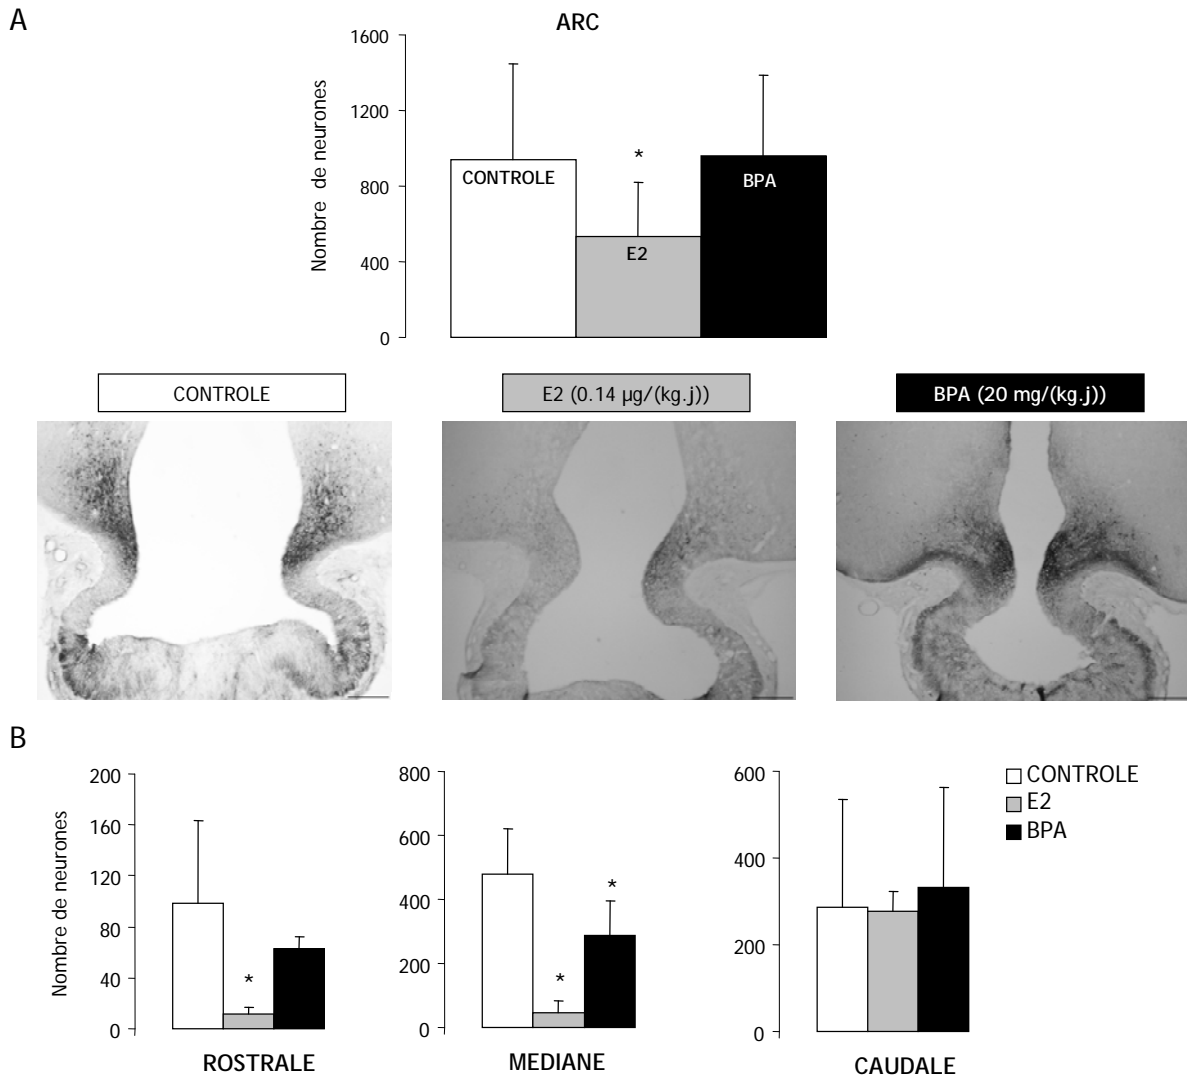 A
ARC
Nombre de neurones
1600
1200
800
400
0
CONTROLE
*
E2
BPA
CONTROLE
E2 (0.14 µg/(kg.j))
BPA (20 mg/(kg.j))
B
Nombre de neurones
200
160
120
80
40
0
*
ROSTRALE
800
600
400
200
0
*
*
MEDIANE
600
400
200
0
CAUDALE
CONTROLE
E2
BPA